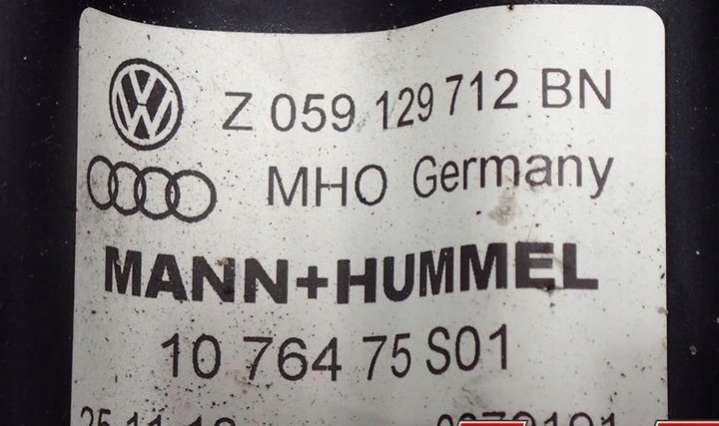 Z 059 129 712 BN
MHO Germany
MANN+HUMMEL
10 764 75 S01